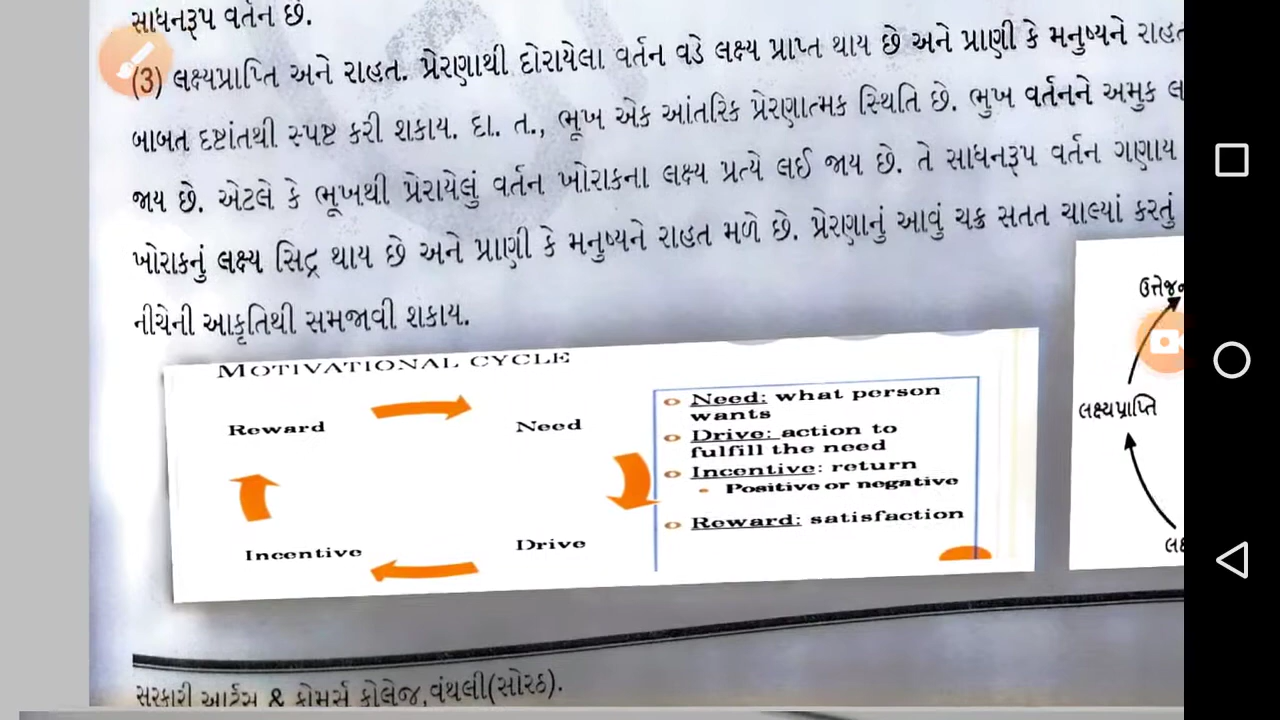 સાધનરૂપ વર્તન છે.
(3) લક્ષ્યપ્રાપ્તિ અને રાહત. પ્રેરણાથી દોરાયેલા વર્તન વડે લક્ષ્ય પ્રાપ્ત થાય છે અને પ્રાણી કે મનુષ્યને રાહત
બાબત દષ્ટાંતથી સ્પષ્ટ કરી શકાય. દા. ત., ભૂખ એક આંતરિક પ્રેરણાત્મક સ્થિતિ છે. ભુખ વર્તનને અમુક લ
જાય છે. એટલે કે ભૂખથી પ્રેરાયેલું વર્તન ખોરાકના લક્ષ્ય પ્રત્યે લઈ જાય છે. તે સાધનરૂપ વર્તન ગણાય
ખોરાકનું લક્ષ્ય સિદ્ર થાય છે અને પ્રાણી કે મનુષ્યને રાહત મળે છે. પ્રેરણાનું આવું ચક્ર સતત ચાલ્યાં કરતું
નીચેની આકૃતિથી સમજાવી શકાય.
MOTIVATIONAL CYCLE
Reward
Need
Incentive
Drive
Need: what person
wants
Drive: action to
fulfill the need
Incentive: return
Positive or negative
Reward: satisfaction
લક્ષ્યપ્રાપ્તિ
સરકારી આર્ટ્સ & કોમર્સ કોલેજ,વંથલી(સોરઠ).